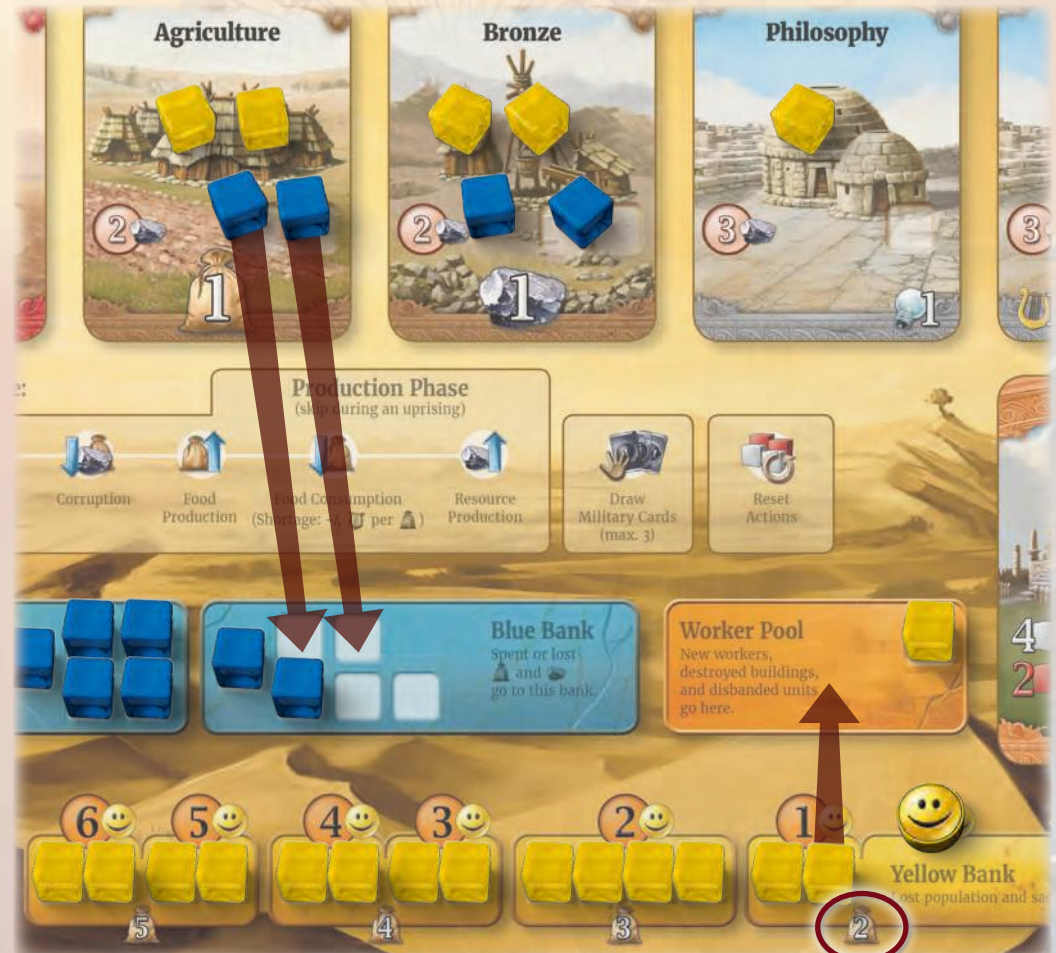 Agriculture
Bronze
Philosophy
2
2
3
3
1
1
1
e:
Production Phase
(skip during an uprising)
Corruption
Food
Production
Food Consumption
(Shortage: -4 per )
Resource
Production
Draw
Military Cards
(max. 3)
Reset
Actions
Blue Bank
Spent or lost
and
go to this bank.
Worker Pool
New workers,
destroyed buildings,
and disbanded units
go here.
4
2
6
5
4
3
2
1
Yellow Bank
ost population and sa
5
4
3
2